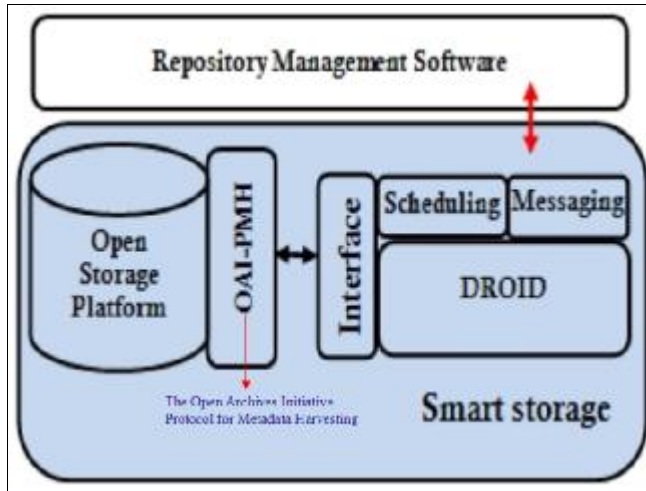 Repository Management Software
Open
Storage
Platform
OAI-PMH
Interface
Scheduling
Messaging
DROID
The Open Archives Initiative
Protocol for Metadata Harvesting
Smart storage